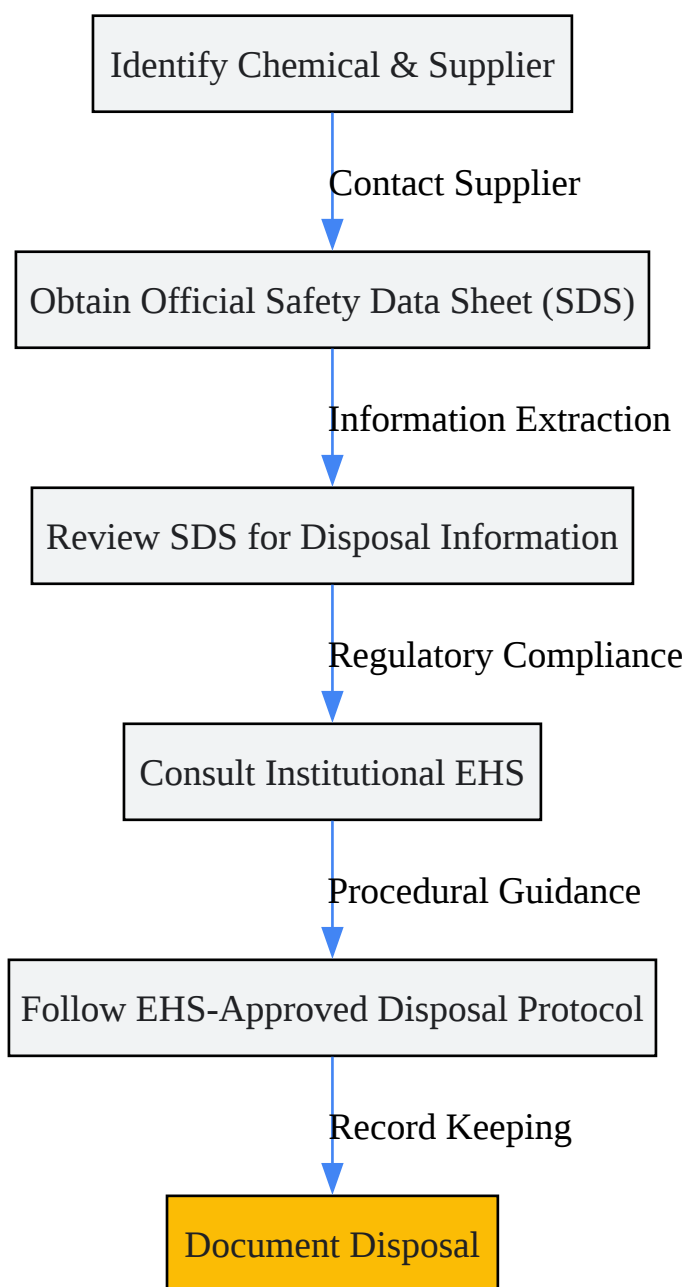 Identify Chemical & Supplier
Contact Supplier
Obtain Official Safety Data Sheet (SDS)
Information Extraction
Review SDS for Disposal Information
Regulatory Compliance
Consult Institutional EHS
Procedural Guidance
Follow EHS-Approved Disposal Protocol
Record Keeping
Document Disposal